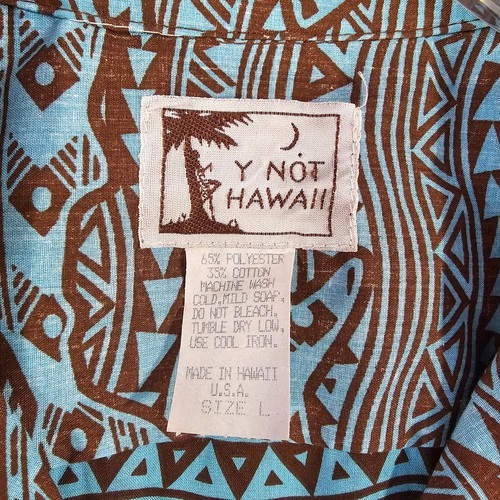 Y NOT
HAWAII
65% POLYESTER
35% COTTON
MACHINE WASH
COLD, MILD SOAP,
DO NOT BLEACH.
TUMBLE DRY LOW,
USE COOL IRON.
MADE IN HAWAII
U.S.A.
SIZE L